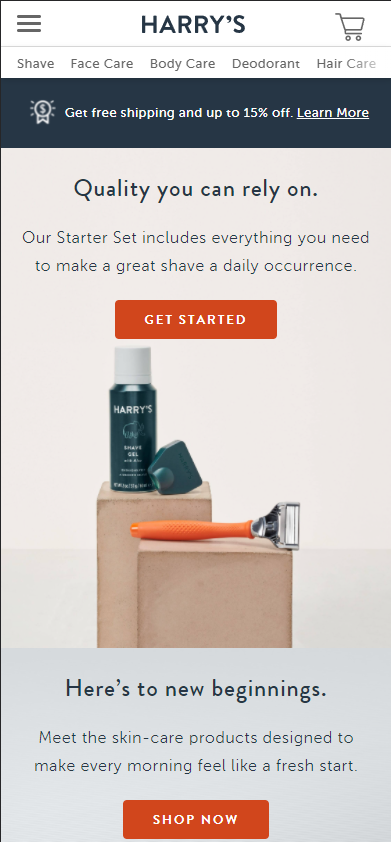 HARRY'S
Shave Face Care Body Care Deodorant Hair Care
Get free shipping and up to 15% off. Learn More
Quality you can rely on.
Our Starter Set includes everything you need
to make a great shave a daily occurrence.
GET STARTED
HARRY'S
SHAVE
GEL
Here's to new beginnings.
Meet the skin-care products designed to
make every morning feel like a fresh start.
SHOP NOW